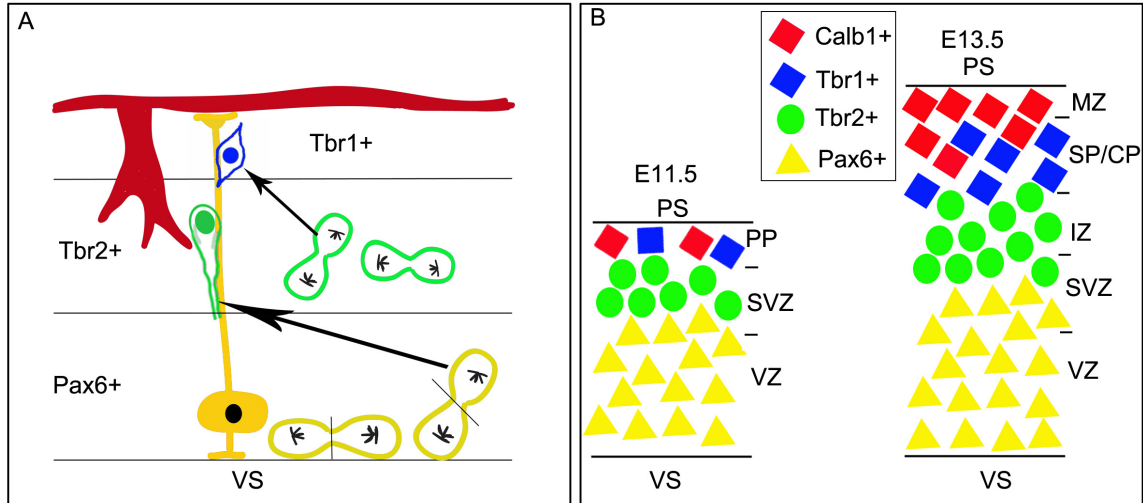 A
Tbr1+
Tbr2+
Pax6+
VS
B
Calb1+
Tbr1+
Tbr2+
Pax6+
E11.5
PS
PP
SVZ
VZ
VS
E13.5
PS
MZ
SP/CP
IZ
SVZ
VZ
VS